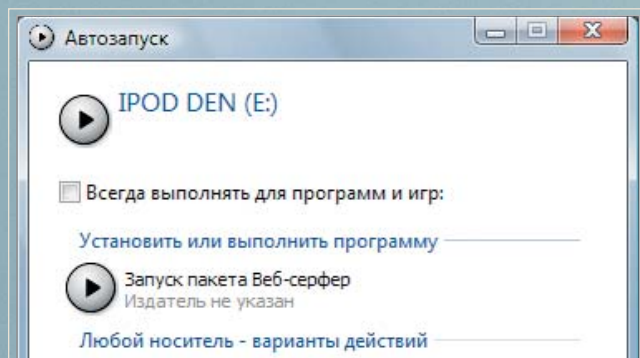 Автозапуск
IPOD DEN (E:)
Всегда выполнять для программ и игр:
Установить или выполнить программу
Запуск пакета Веб-серфер
Издатель не указан
Любой носитель - варианты действий